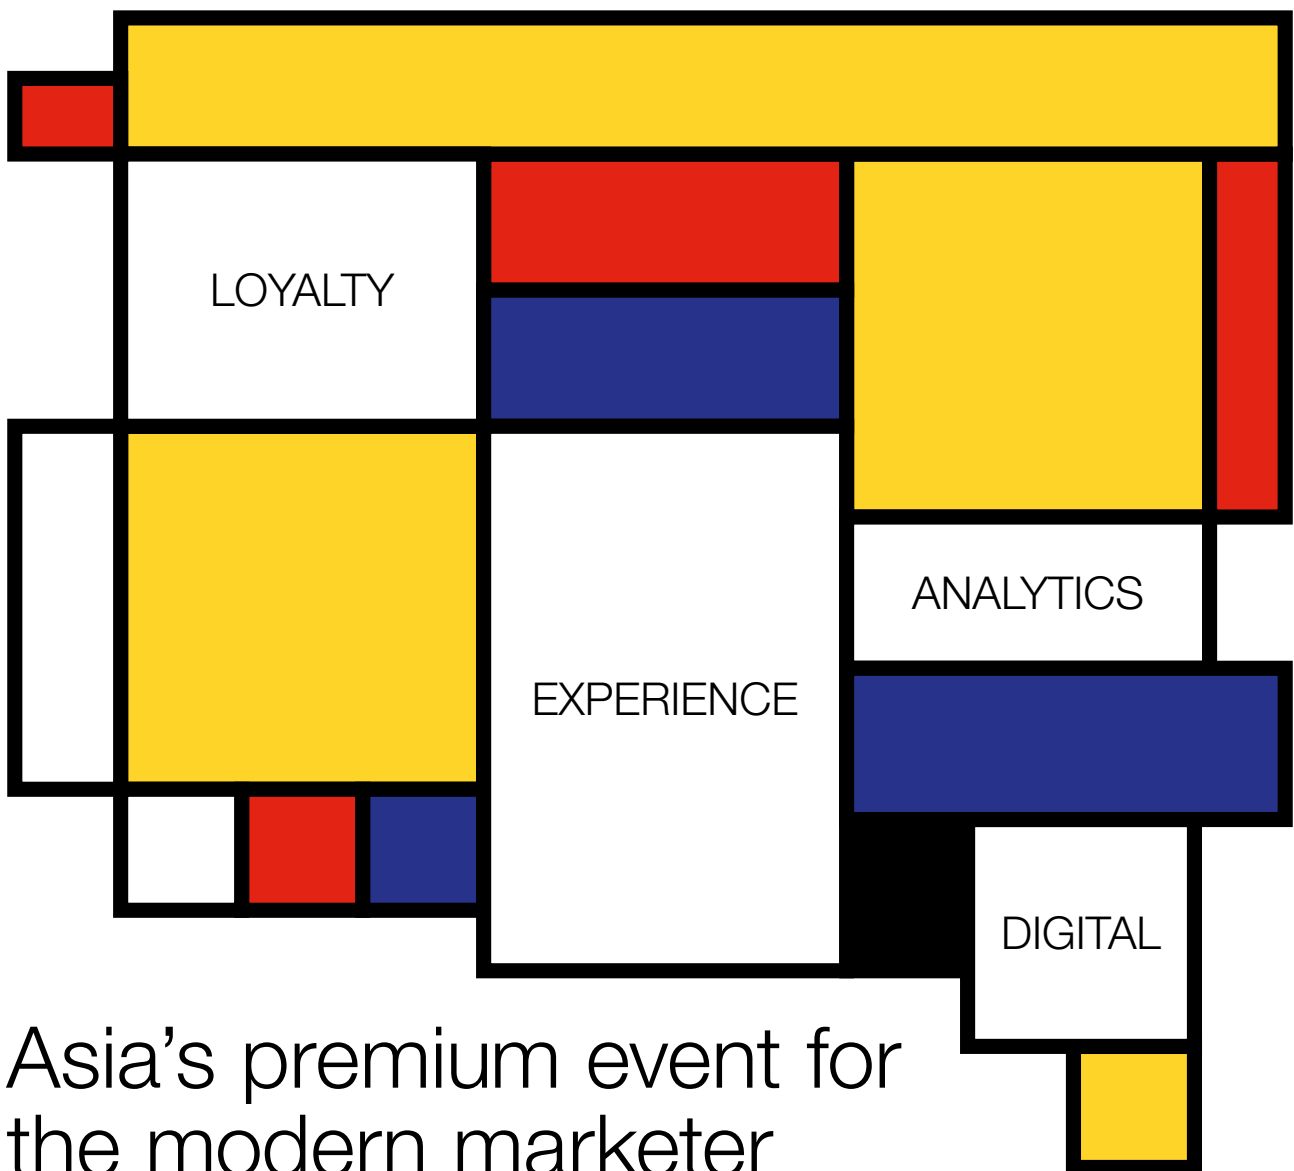 LOYALTY
ANALYTICS
EXPERIENCE
DIGITAL
Asia’s premium event for
the modern marketer